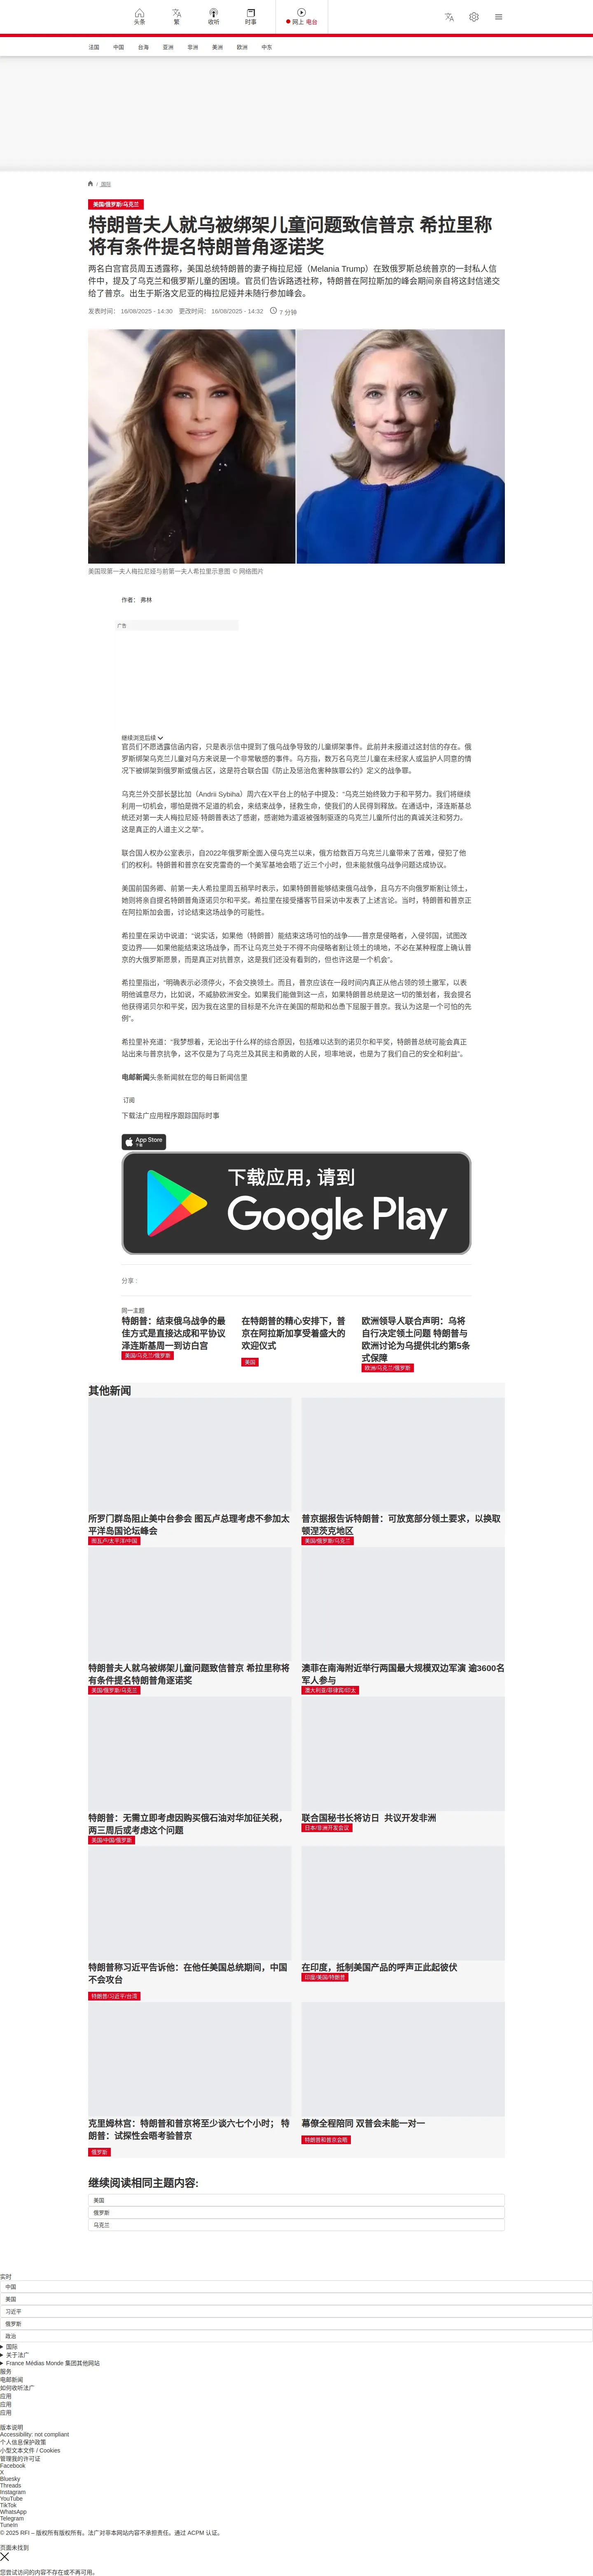 头条
繁
收听
时事
网上 电台
法国
中国
台海
亚洲
非洲
美洲
欧洲
中东
/ 国际
美国/俄罗斯/乌克兰
特朗普夫人就乌被绑架儿童问题致信普京 希拉里称
将有条件提名特朗普角逐诺奖
两名白宫官员周五透露称，美国总统特朗普的妻子梅拉尼娅（Melania Trump）在致俄罗斯总统普京的一封私人信
件中，提及了乌克兰和俄罗斯儿童的困境。官员们告诉路透社称，特朗普在阿拉斯加的峰会期间亲自将这封信递交
给了普京。出生于斯洛文尼亚的梅拉尼娅并未随行参加峰会。
发表时间： 16/08/2025 - 14:30 更改时间： 16/08/2025 - 14:32 7 分钟
美国现第一夫人梅拉尼娅与前第一夫人希拉里示意图 © 网络图片
作者： 弗林
广告
继续浏览后续
官员们不愿透露信函内容，只是表示信中提到了俄乌战争导致的儿童绑架事件。此前并未报道过这封信的存在。俄
罗斯绑架乌克兰儿童对乌方来说是一个非常敏感的事件。乌方指，数万名乌克兰儿童在未经家人或监护人同意的情
况下被绑架到俄罗斯或俄占区，这是符合联合国《防止及惩治危害种族罪公约》定义的战争罪。
乌克兰外交部长瑟比加（Andrii Sybiha）周六在X平台上的帖子中提及：“乌克兰始终致力于和平努力。我们将继续
利用一切机会，哪怕是微不足道的机会，来结束战争，拯救生命，使我们的人民得到释放。在通话中，泽连斯基总
统还对第一夫人梅拉尼娅·特朗普表达了感谢，感谢她为遣返被强制驱逐的乌克兰儿童所付出的真诚关注和努力。
这是真正的人道主义之举”。
联合国人权办公室表示，自2022年俄罗斯全面入侵乌克兰以来，俄方给数百万乌克兰儿童带来了苦难，侵犯了他
们的权利。特朗普和普京在安克雷奇的一个美军基地会晤了近三个小时，但未能就俄乌战争问题达成协议。
美国前国务卿、前第一夫人希拉里周五稍早时表示，如果特朗普能够结束俄乌战争，且乌方不向俄罗斯割让领土，
她则将亲自提名特朗普角逐诺贝尔和平奖。希拉里在接受播客节目采访中发表了上述言论。当时，特朗普和普京正
在阿拉斯加会面，讨论结束这场战争的可能性。
希拉里在采访中说道：“说实话，如果他（特朗普）能结束这场可怕的战争——普京是侵略者，入侵邻国，试图改
变边界——如果他能结束这场战争，而不让乌克兰处于不得不向侵略者割让领土的境地，不必在某种程度上确认普
京的大俄罗斯愿景，而是真正对抗普京，这是我们还没有看到的，但也许这是一个机会”。
希拉里指出，“明确表示必须停火，不会交换领土。而且，普京应该在一段时间内真正从他占领的领土撤军，以表
明他诚意尽力，比如说，不威胁欧洲安全。如果我们能做到这一点，如果特朗普总统是这一切的策划者，我会提名
他获得诺贝尔和平奖，因为我在这里的目标是不允许在美国的帮助和怂恿下屈服于普京。我认为这是一个可怕的先
例”。
希拉里补充道：“我梦想着，无论出于什么样的综合原因，包括难以达到的诺贝尔和平奖，特朗普总统可能会真正
站出来与普京抗争，这不仅是为了乌克兰及其民主和勇敢的人民，坦率地说，也是为了我们自己的安全和利益”。
电邮新闻头条新闻就在您的每日新闻信里
订阅
下载法广应用程序跟踪国际时事
App Store
下载
下载应用，请到
Google Play
分享 :
同一主题
特朗普：结束俄乌战争的最
佳方式是直接达成和平协议
泽连斯基周一到访白宫
美国/乌克兰/俄罗斯
在特朗普的精心安排下，普
京在阿拉斯加享受着盛大的
欢迎仪式
美国
欧洲领导人联合声明：乌将
自行决定领土问题 特朗普与
欧洲讨论为乌提供北约第5条
式保障
欧洲/乌克兰/俄罗斯
其他新闻
所罗门群岛阻止美中台参会 图瓦卢总理考虑不参加太
平洋岛国论坛峰会
图瓦卢/太平洋/中国
普京据报告诉特朗普：可放宽部分领土要求，以换取
顿涅茨克地区
美国/俄罗斯/乌克兰
特朗普夫人就乌被绑架儿童问题致信普京 希拉里称将
有条件提名特朗普角逐诺奖
美国/俄罗斯/乌克兰
澳菲在南海附近举行两国最大规模双边军演 逾3600名
军人参与
澳大利亚/菲律宾/印太
特朗普：无需立即考虑因购买俄石油对华加征关税，
两三周后或考虑这个问题
美国/中国/俄罗斯
联合国秘书长将访日 共议开发非洲
日本/非洲开发会议
特朗普称习近平告诉他：在他任美国总统期间，中国
不会攻台
特朗普/习近平/台湾
在印度，抵制美国产品的呼声正此起彼伏
印度/美国/特朗普
克里姆林宫：特朗普和普京将至少谈六七个小时； 特
朗普：试探性会晤考验普京
俄罗斯
幕僚全程陪同 双普会未能一对一
特朗普和普京会晤
继续阅读相同主题内容:
美国
俄罗斯
乌克兰
实时
中国
美国
习近平
俄罗斯
政治
国际
关于法广
France Médias Monde 集团其他网站
服务
电邮新闻
如何收听法广
应用
应用
应用
版本说明
Accessibility: not compliant
个人信息保护政策
小型文本文件 / Cookies
管理我的许可证
Facebook
X
Bluesky
Threads
Instagram
YouTube
TikTok
WhatsApp
Telegram
TuneIn
© 2025 RFI – 版权所有版权所有。法广对非本网站内容不承担责任。通过 ACPM 认证。
页面未找到
您尝试访问的内容不存在或不再可用。